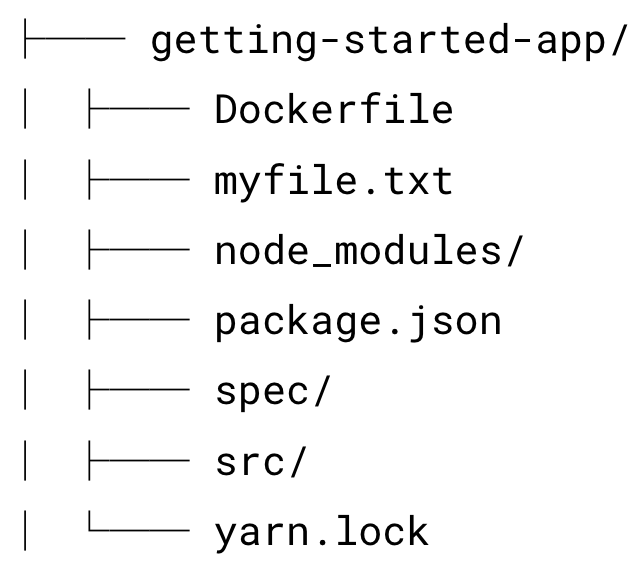 ├── getting-started-app/
│ ├── Dockerfile
│ ├── myfile.txt
│ ├── node_modules/
│ ├── package.json
│ ├── spec/
│ ├── src/
│ └── yarn.lock